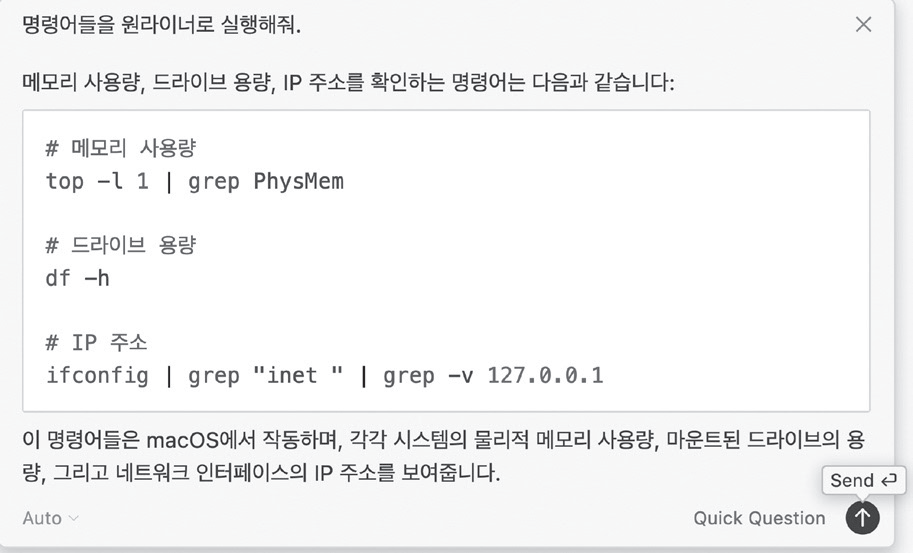 명령어들을 원라이너로 실행해줘.
메모리 사용량, 드라이브 용량, IP 주소를 확인하는 명령어는 다음과 같습니다:
# 메모리 사용량
top -l 1 | grep PhysMem
# 드라이브 용량
df -h
# IP 주소
ifconfig | grep "inet " | grep -v 127.0.0.1
이 명령어들은 macOS에서 작동하며, 각각 시스템의 물리적 메모리 사용량, 마운트된 드라이브의 용
량, 그리고 네트워크 인터페이스의 IP 주소를 보여줍니다.
Send ↵
Auto
Quick Question